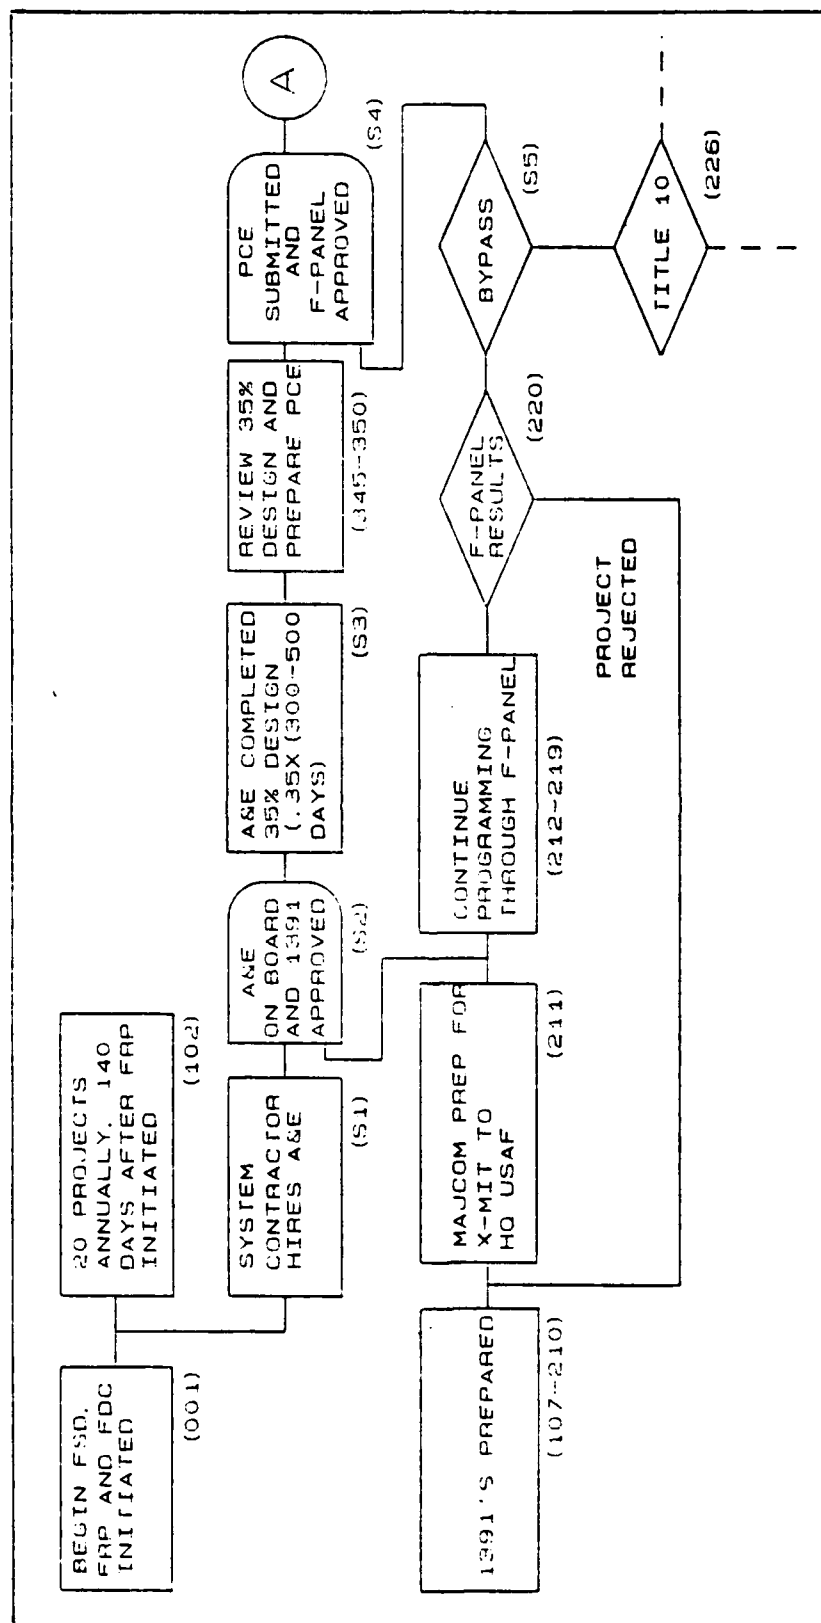 BEGIN FSD,
FRP AND FDC
INITIATED
(001)
20 PROJECTS
ANNUALLY, 140
DAYS AFTER FRP
INITIATED
(102)
SYSTEM
CONTRACTOR
HIRES A&E
(S1)
A&E
ON BOARD
AND 1391
APPROVED
(S2)
A&E COMPLETED
35% DESIGN
(.35X(300-500
DAYS)
(S3)
REVIEW 35%
DESIGN AND
PREPARE PCE
(345-350)
PCE
SUBMITTED
AND
F-PANEL
APPROVED
(S4)
A
1391'S PREPARED
(107-210)
MAJCOM PREP FOR
X-MIT TO
HQ USAF
(211)
CONTINUE
PROGRAMMING
THROUGH F-PANEL
(212-219)
F-PANEL
RESULTS
(220)
BYPASS
(S5)
PROJECT
REJECTED
TITLE 10
(226)